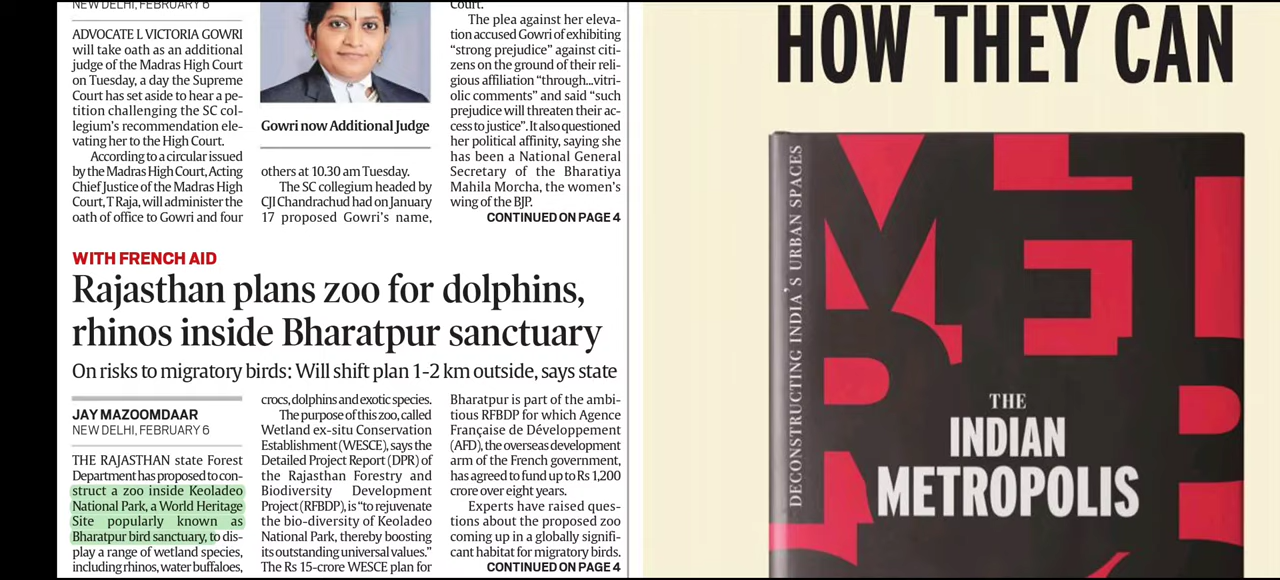 NEW DELHI, FEBRUARY 6
ADVOCATE L VICTORIA GOWRI
will take oath as an additional
judge of the Madras High Court
on Tuesday, a day the Supreme
Court has set aside to hear a pe-
tition challenging the SC col-
legium's recommendation ele-
vating her to the High Court.
According to a circular issued
by the Madras High Court, Acting
Chief Justice of the Madras High
Court, T Raja, will administer the
oath of office to Gowri and four
Gowri now Additional Judge
others at 10.30 am Tuesday.
The SC collegium headed by
CJI Chandrachud had on January
17 proposed Gowri's name,
Court.
The plea against her eleva-
tion accused Gowri of exhibiting
“strong prejudice” against citi-
zens on the ground of their reli-
gious affiliation “through...vitri-
olic comments” and said “such
prejudice will threaten their ac-
cess to justice”. It also questioned
her political affinity, saying she
has been a National General
Secretary of the Bharatiya
Mahila Morcha, the women's
wing of the BJP.
CONTINUED ON PAGE 4
WITH FRENCH AID
Rajasthan plans zoo for dolphins,
rhinos inside Bharatpur sanctuary
On risks to migratory birds: Will shift plan 1-2 km outside, says state
JAY MAZOOMDAAR
NEW DELHI, FEBRUARY 6
THE RAJASTHAN state Forest
Department has proposed to con-
struct a zoo inside Keoladeo
National Park, a World Heritage
Site popularly known as
Bharatpur bird sanctuary, to dis-
play a range of wetland species,
including rhinos, water buffaloes,
crocs, dolphins and exotic species.
The purpose of this zoo, called
Wetland ex-situ Conservation
Establishment (WESCE), says the
Detailed Project Report (DPR) of
the Rajasthan Forestry and
Biodiversity Development
Project (RFBDP), is “to rejuvenate
the bio-diversity of Keoladeo
National Park, thereby boosting
its outstanding universal values.”
The Rs 15-crore WESCE plan for
Bharatpur is part of the ambi-
tious RFBDP for which Agence
Française de Développement
(AFD), the overseas development
arm of the French government,
has agreed to fund up to Rs 1,200
crore over eight years.
Experts have raised ques-
tions about the proposed zoo
coming up in a globally signifi-
cant habitat for migratory birds.
CONTINUED ON PAGE 4
HOW THEY CAN
DECONSTRUCTING INDIA'S URBAN SPACES
THE
INDIAN
METROPOLIS